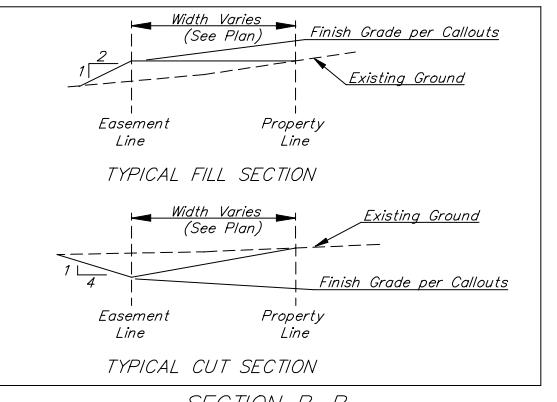 Width Varies
(See Plan)
Finish Grade per Callouts
2
1
Existing Ground
Easement
Line
Property
Line
TYPICAL FILL SECTION
Width Varies
(See Plan)
Existing Ground
1
4
Finish Grade per Callouts
Easement
Line
Property
Line
TYPICAL CUT SECTION